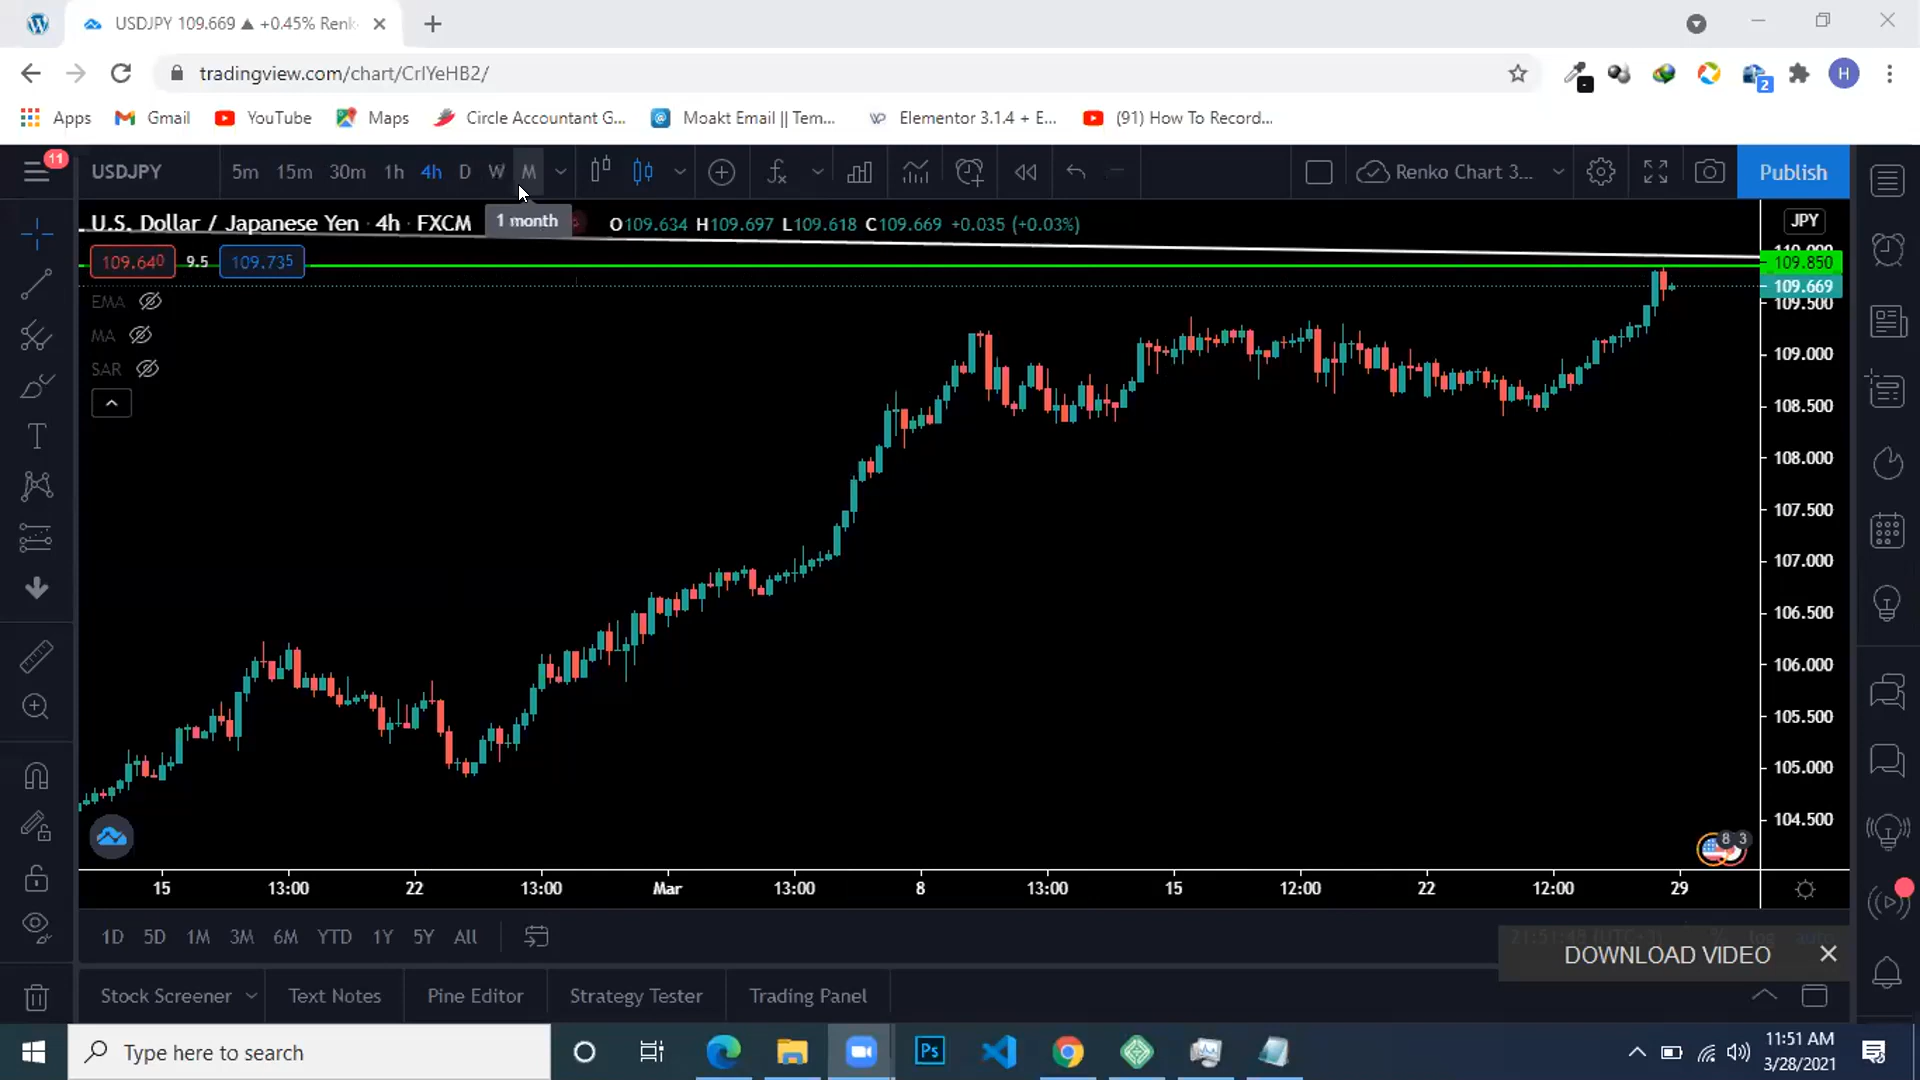 USDJPY 109.669 ▲ +0.45% Renk
tradingview.com/chart/CrlYeHB2/
H
2
Apps
Gmail
YouTube
Maps
Circle Accountant G...
Moakt Email || Tem...
Elementor 3.1.4 + E...
(91) How To Record...
11
USDJPY
5m 15m 30m 1h 4h D W M
Renko Chart 3...
Publish
U.S. Dollar / Japanese Yen · 4h · FXCM
1 month
O109.634 H109.697 L109.618 C109.669 +0.035 (+0.03%)
JPY
109.640 9.5 109.735
110.000
109.850
109.669
109.500
EMA
MA
SAR
109.000
108.500
108.000
107.500
107.000
106.500
106.000
105.500
105.000
104.500
8 3
15 13:00 22 13:00 Mar 13:00 8 13:00 15 12:00 22 12:00 29
1D 5D 1M 3M 6M YTD 1Y 5Y All
DOWNLOAD VIDEO
Stock Screener
Text Notes
Pine Editor
Strategy Tester
Trading Panel
Type here to search
Ps
11:51 AM
3/28/2021